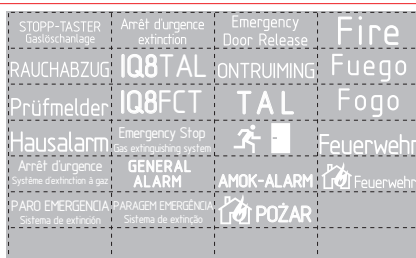 STOPP-TASTER
Gaslöschanlage
Arrêt d'urgence
extinction
Emergency
Door Release
Fire
RAUCHABZUG
IQ8TAL
ONTRUIMING
Fuego
Prüfmelder
IQ8FCT
TAL
Fogo
Hausalarm
Emergency Stop
Gas extinguishing system
Feuerwehr
Arrêt d'urgence
Système d'extinction à gaz
GENERAL
ALARM
AMOK-ALARM
Feuerwehr
PARO EMERGENCIA
Sistema de extinción
PARAGEM EMERGÊNCIA
Sistema de extinção
POŻAR